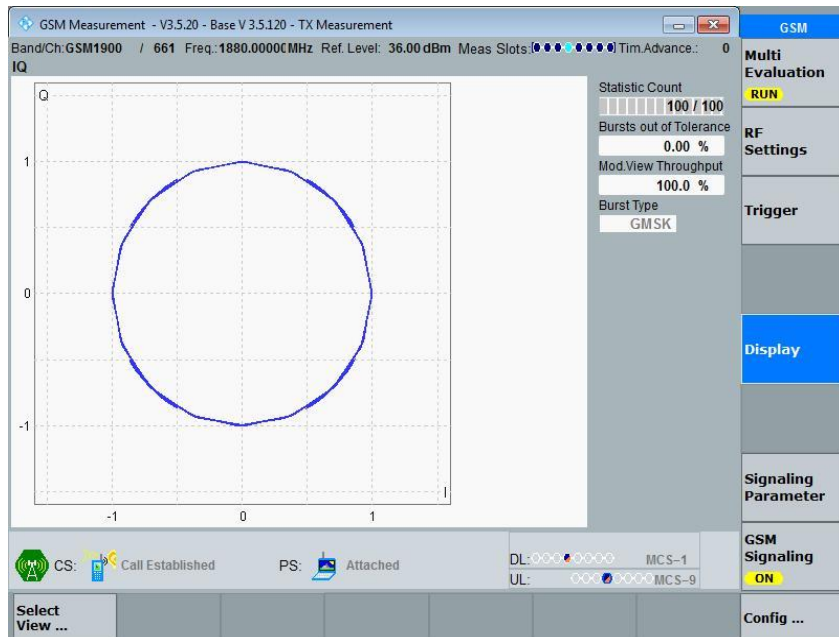 GSM Measurement - V3.5.20 - Base V 3.5.120 - TX Measurement
Band/Ch: GSM1900 / 661 Freq.: 1880.0000 MHz Ref. Level: 36.00 dBm Meas Slots: Tim.Advance.: 0
IQ
Q
1
0
-1
I
-1 0 1
Statistic Count
100 / 100
Bursts out of Tolerance
0.00 %
Mod.View Throughput
100.0 %
Burst Type
GMSK
CS: Call Established
PS: Attached
DL: MCS-1
UL: MCS-9
GSM
Multi
Evaluation
RUN
RF
Settings
Trigger
Display
Signaling
Parameter
GSM
Signaling
ON
Select
View ...
Config ...